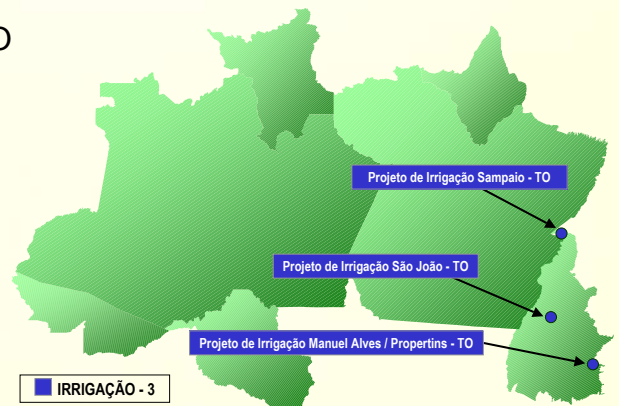 O
Projeto de Irrigação Sampaio - TO
Projeto de Irrigação São João - TO
Projeto de Irrigação Manuel Alves / Propertins - TO
IRRIGAÇÃO - 3